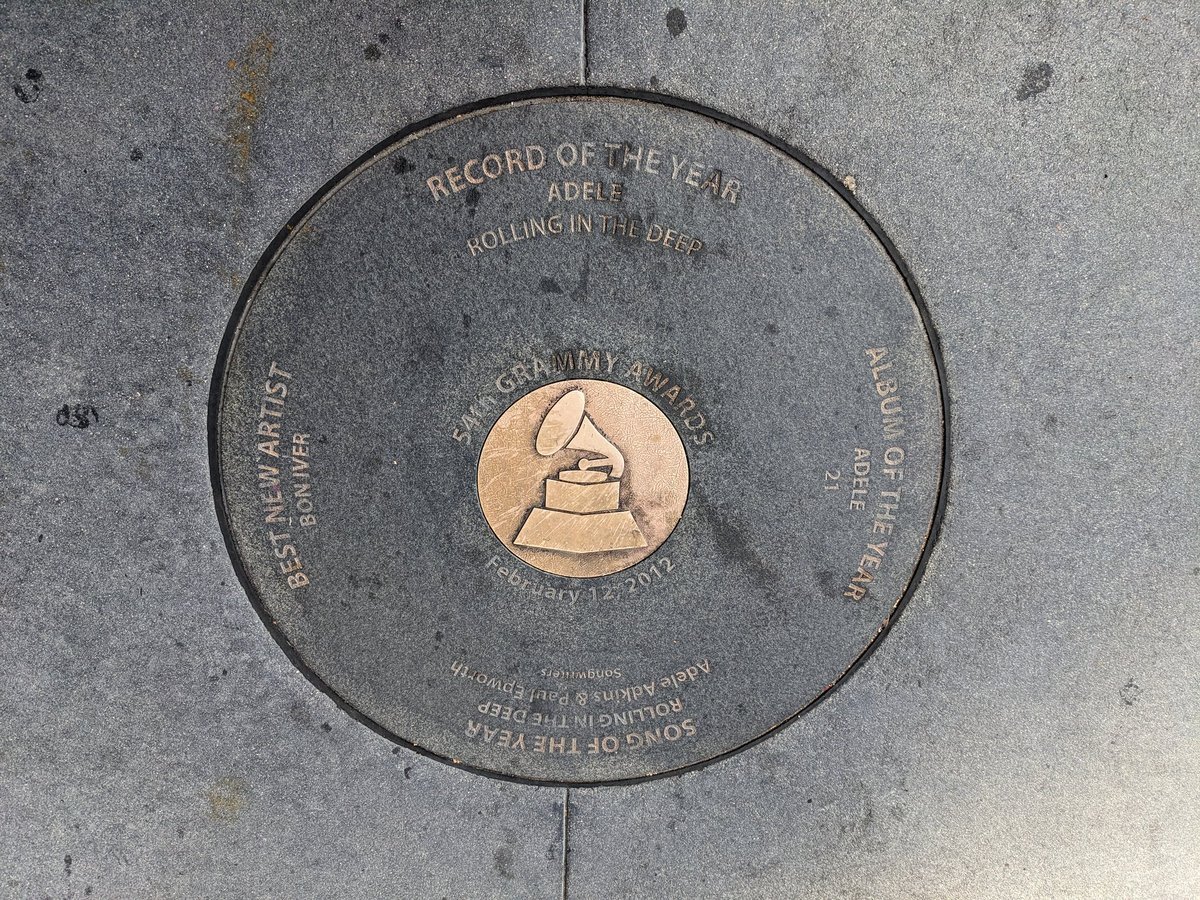 RECORD OF THE YEAR
ADELE
ROLLING IN THE DEEP
54th GRAMMY AWARDS
February 12, 2012
BEST NEW ARTIST
BON IVER
ALBUM OF THE YEAR
ADELE
21
SONG OF THE YEAR
ROLLING IN THE DEEP
Adele Adkins & Paul Epworth
Songwriters